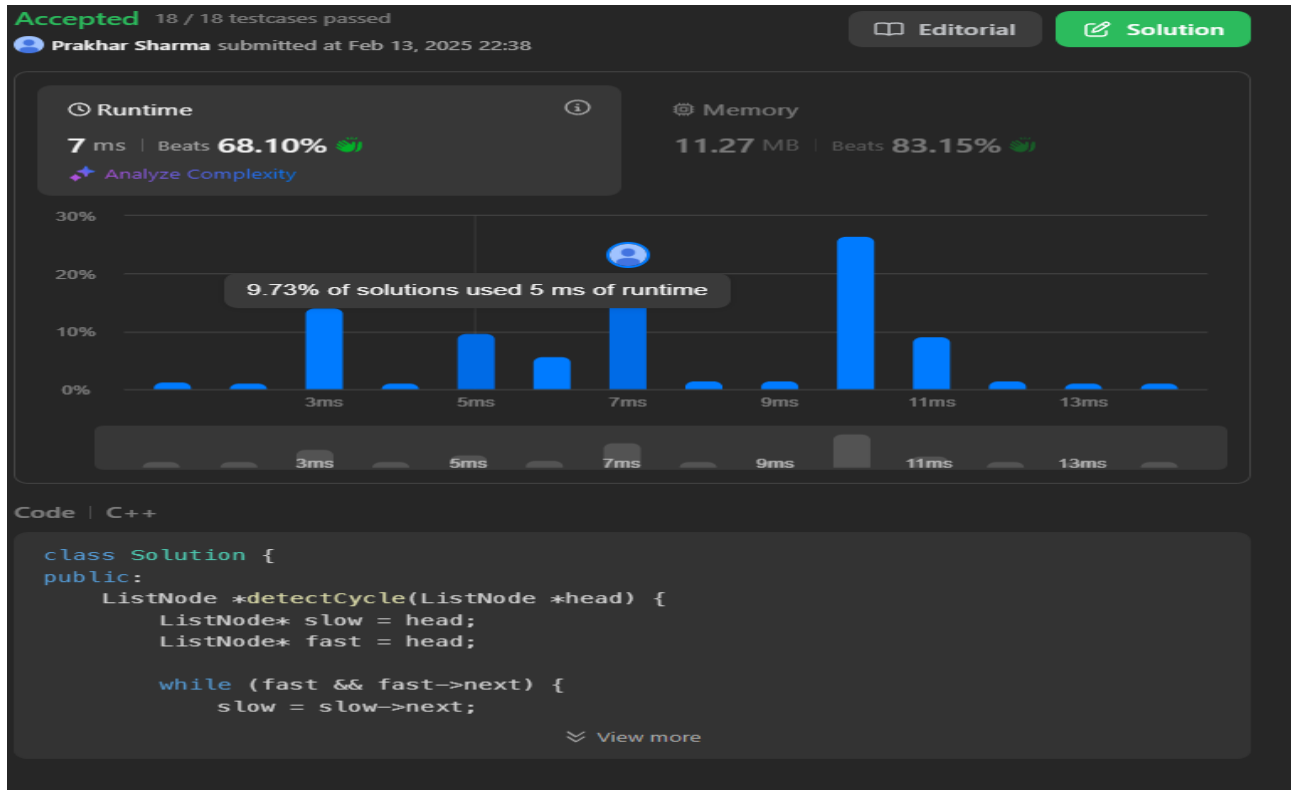 Accepted 18 / 18 testcases passed
Editorial
Solution
Prakhar Sharma submitted at Feb 13, 2025 22:38
Runtime
7 ms | Beats 68.10%
Analyze Complexity
Memory
11.27 MB | Beats 83.15%
30%
20%
10%
0%
9.73% of solutions used 5 ms of runtime
3ms 5ms 7ms 9ms 11ms 13ms
3ms 5ms 7ms 9ms 11ms 13ms
Code | C++
class Solution {
public:
    ListNode *detectCycle(ListNode *head) {
        ListNode* slow = head;
        ListNode* fast = head;

        while (fast && fast->next) {
            slow = slow->next;
View more